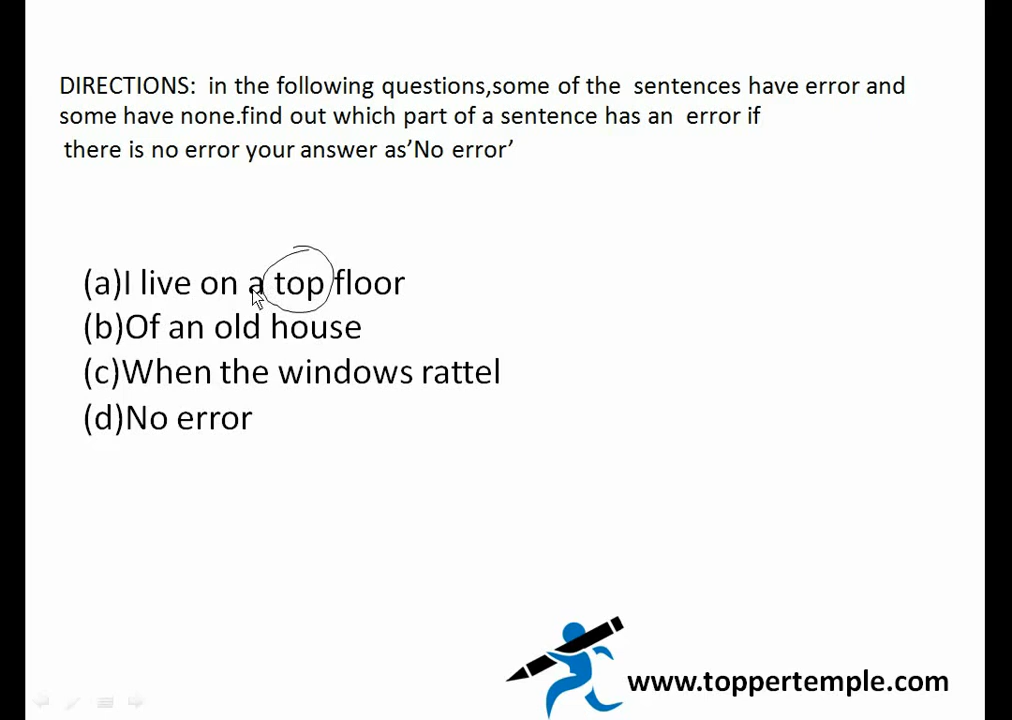 DIRECTIONS: in the following questions,some of the sentences have error and
some have none.find out which part of a sentence has an error if
there is no error your answer as'No error'
(a)I live on a top floor
(b)Of an old house
(c)When the windows rattel
(d)No error
www.toppertemple.com